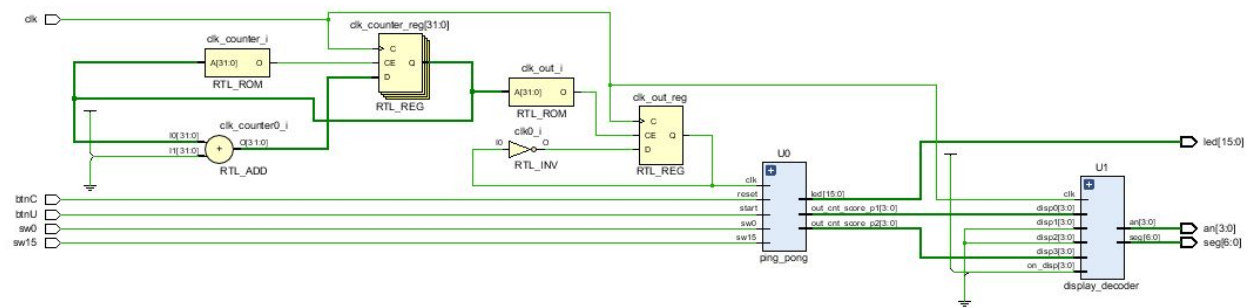 clk
clk_counter_i
A[31:0] O
RTL_ROM
clk_counter_reg[31:0]
C
CE Q
D
RTL_REG
clk_counter0_i
I0[31:0] O[31:0]
I1[31:0]
+
RTL_ADD
clk_out_i
A[31:0] O
RTL_ROM
clk0_i
I0 O
RTL_INV
clk_out_reg
C
CE Q
D
RTL_REG
btnC
btnU
sw0
sw15
U0
clk
reset led[15:0]
start out_cnt_score_p1[3:0]
sw0 out_cnt_score_p2[3:0]
sw15
ping_pong
U1
clk
disp0[3:0]
disp1[3:0] an[3:0]
disp2[3:0] seg[6:0]
disp3[3:0]
on_disp[3:0]
display_decoder
led[15:0]
an[3:0]
seg[6:0]